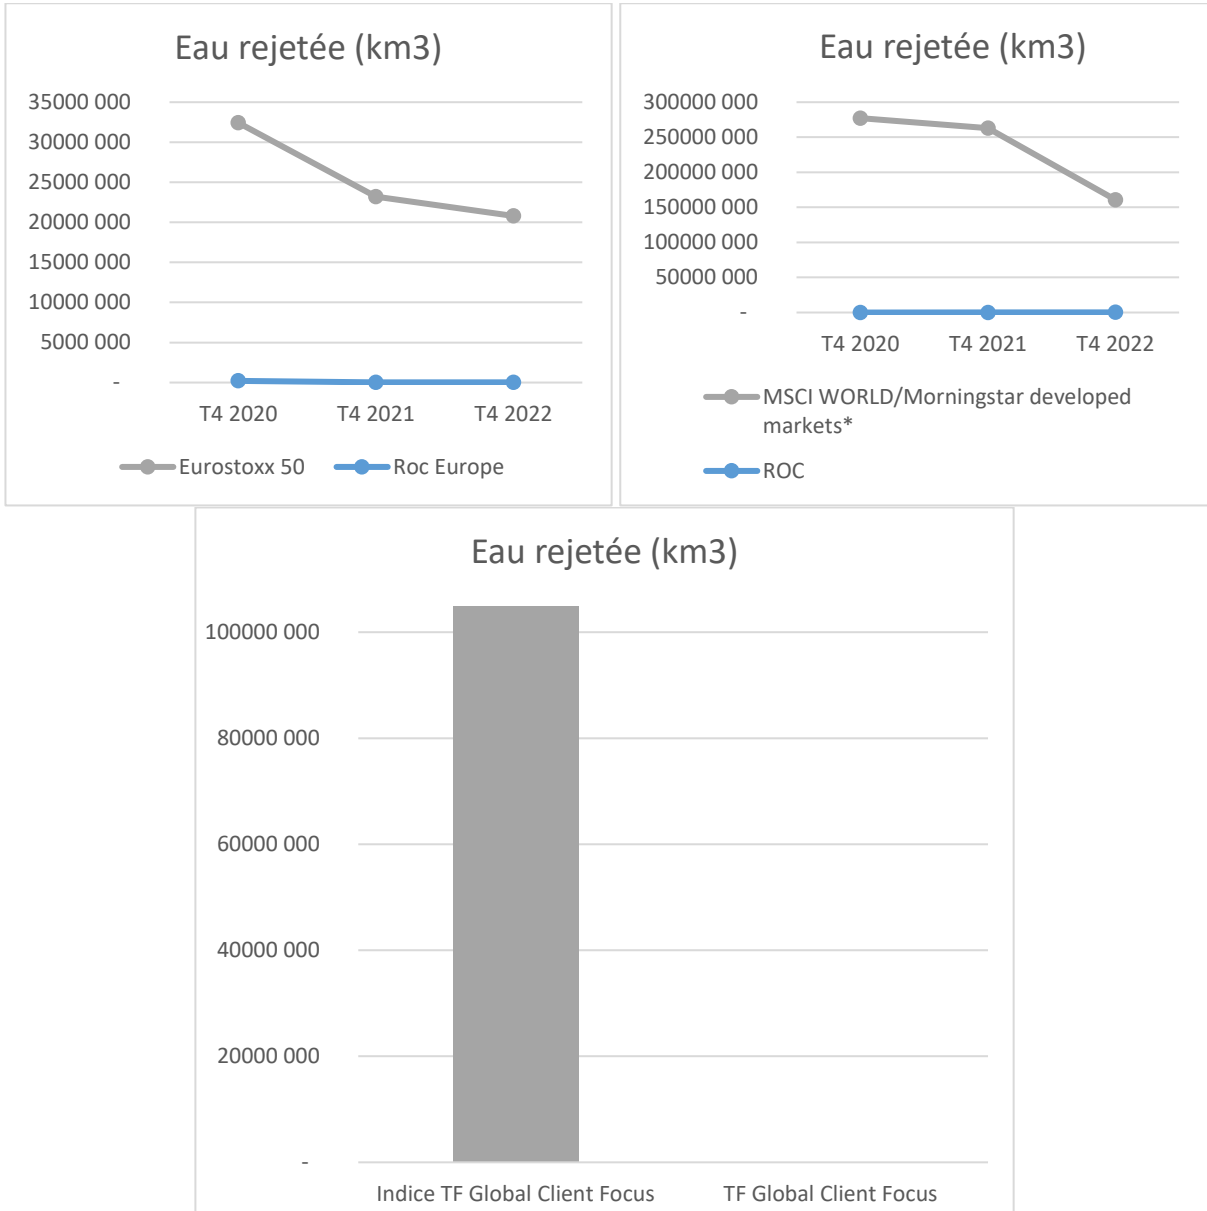 Eau rejetée (km3)
35000 000
30000 000
25000 000
20000 000
15000 000
10000 000
5000 000
-
T4 2020 T4 2021 T4 2022
Eurostoxx 50 Roc Europe
Eau rejetée (km3)
300000 000
250000 000
200000 000
150000 000
100000 000
50000 000
-
T4 2020 T4 2021 T4 2022
MSCI WORLD/Morningstar developed
markets*
ROC
Eau rejetée (km3)
100000 000
80000 000
60000 000
40000 000
20000 000
-
Indice TF Global Client Focus TF Global Client Focus